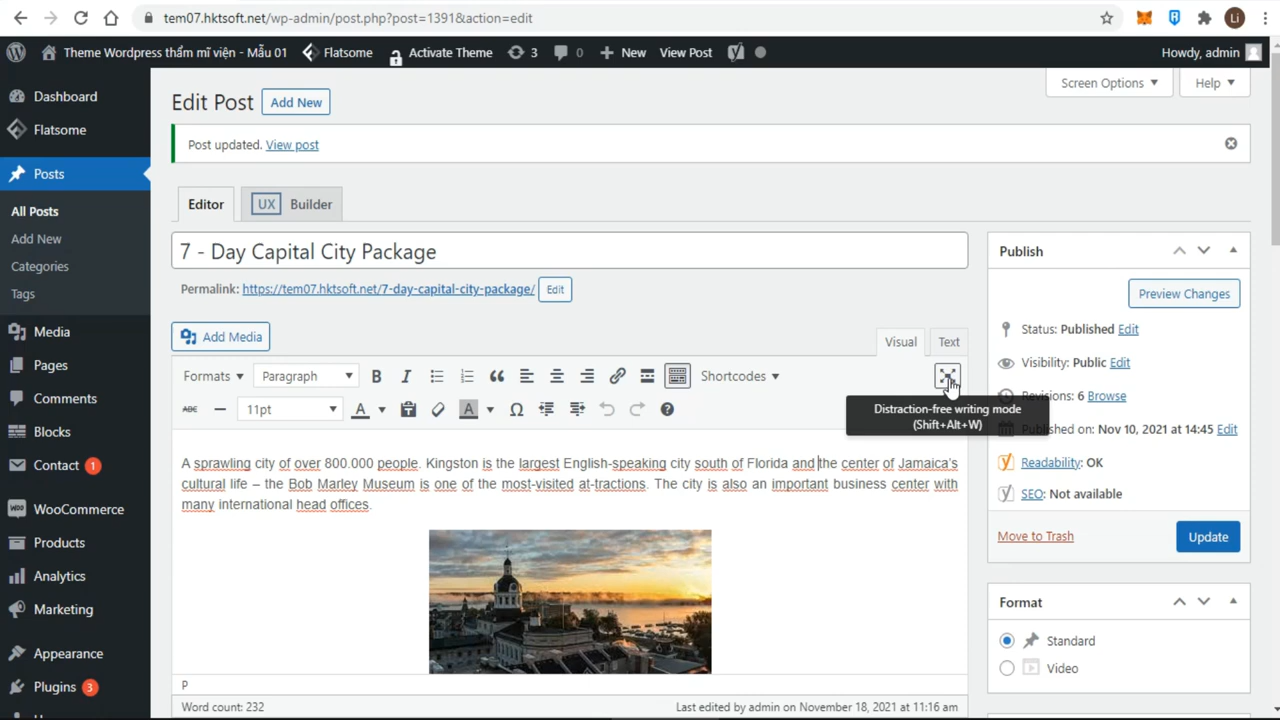 tem07.hktsoft.net/wp-admin/post.php?post=1391&action=edit
Li
Theme Wordpress thẩm mĩ viện - Mẫu 01 Flatsome Activate Theme 3 0 New View Post Howdy, admin
Screen Options Help
Dashboard
Flatsome
Posts
All Posts
Add New
Categories
Tags
Media
Pages
Comments
Blocks
Contact 1
WooCommerce
Products
Analytics
Marketing
Appearance
Plugins 3
Edit Post Add New
Post updated. View post
Editor UX Builder
7 - Day Capital City Package
Permalink: https://tem07.hktsoft.net/7-day-capital-city-package/ Edit
Add Media
Visual Text
Formats Paragraph B I Shortcodes
ABC 11pt A A Ω
Distraction-free writing mode
(Shift+Alt+W)
A sprawling city of over 800.000 people. Kingston is the largest English-speaking city south of Florida and the center of Jamaica's
cultural life – the Bob Marley Museum is one of the most-visited at-tractions. The city is also an important business center with
many international head offices.
P
Word count: 232 Last edited by admin on November 18, 2021 at 11:16 am
Publish
Preview Changes
Status: Published Edit
Visibility: Public Edit
Revisions: 6 Browse
Published on: Nov 10, 2021 at 14:45 Edit
Readability: OK
SEO: Not available
Move to Trash Update
Format
Standard
Video